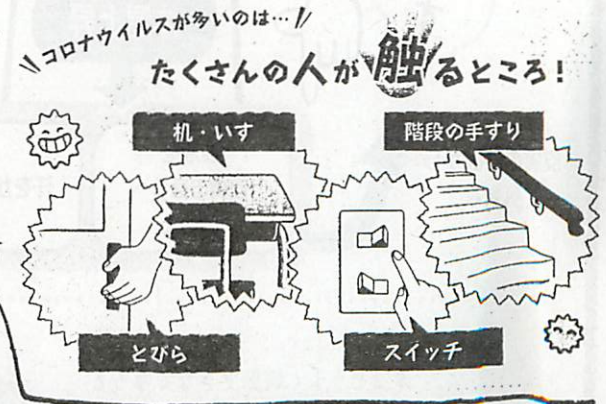 コロナウイルスが多いのは…
たくさんの人が触るところ！
机・いす
階段の手すり
とびら
スイッチ